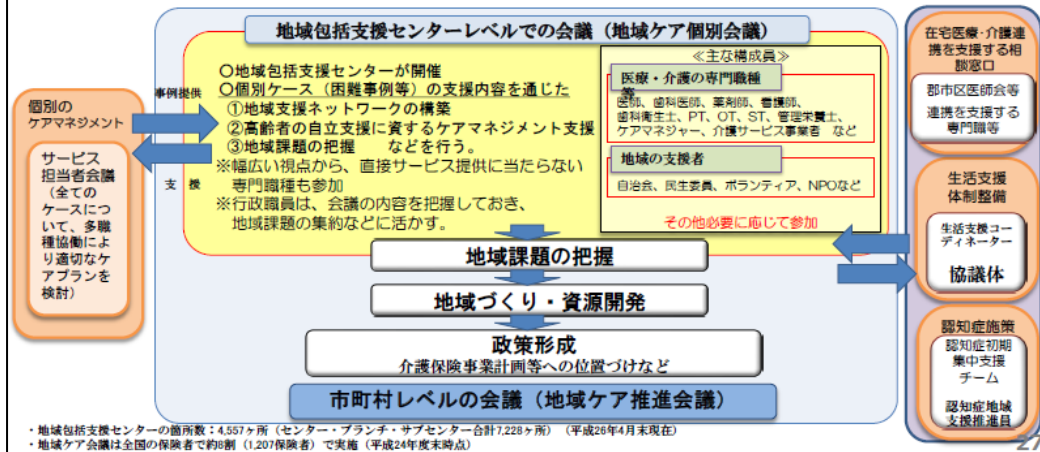 地域包括支援センターレベルでの会議（地域ケア個別会議）
事例提供
支　援
個別の
ケアマネジメント
サービス
担当者会議
（全ての
ケースにつ
いて、多職
種協働によ
り適切なケ
アプランを
検討）
〇地域包括支援センターが開催
〇個別ケース（困難事例等）の支援内容を通じた
①地域支援ネットワークの構築
②高齢者の自立支援に資するケアマネジメント支援
③地域課題の把握　　などを行う。
※幅広い視点から、直接サービス提供に当たらない
専門職種も参加
※行政職員は、会議の内容を把握しておき、
地域課題の集約などに活かす。
≪主な構成員≫
医療・介護の専門職種
等
医師、歯科医師、薬剤師、看護師、
歯科衛生士、PT、OT、ST、管理栄養士、
ケアマネジャー、介護サービス事業者　など
地域の支援者
自治会、民生委員、ボランティア、NPOなど
その他必要に応じて参加
地域課題の把握
地域づくり・資源開発
政策形成
介護保険事業計画等への位置づけなど
市町村レベルの会議（地域ケア推進会議）
在宅医療・介護連
携を支援する相
談窓口
郡市区医師会等
連携を支援する
専門職等
生活支援
体制整備
生活支援コー
ディネーター
協議体
認知症施策
認知症初期
集中支援
チーム
認知症地域
支援推進員
・地域包括支援センターの箇所数：4,557ヶ所（センター・ブランチ・サブセンター合計7,228ヶ所）（平成26年4月末現在）
・地域ケア会議は全国の保険者で約8割（1,207保険者）で実施（平成24年度末時点）
27